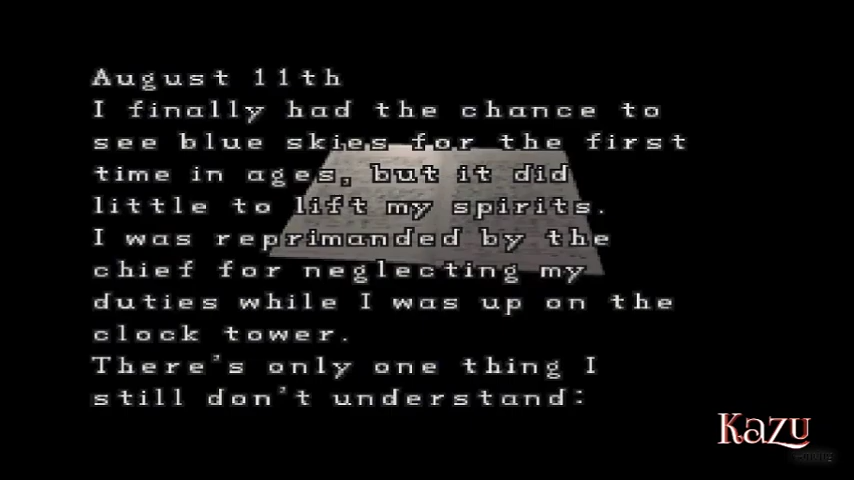 August 11th
I finally had the chance to
see blue skies for the first
time in ages, but it did
little to lift my spirits.
I was reprimanded by the
chief for neglecting my
duties while I was up on the
clock tower.
There's only one thing I
still don't understand:
Kazu